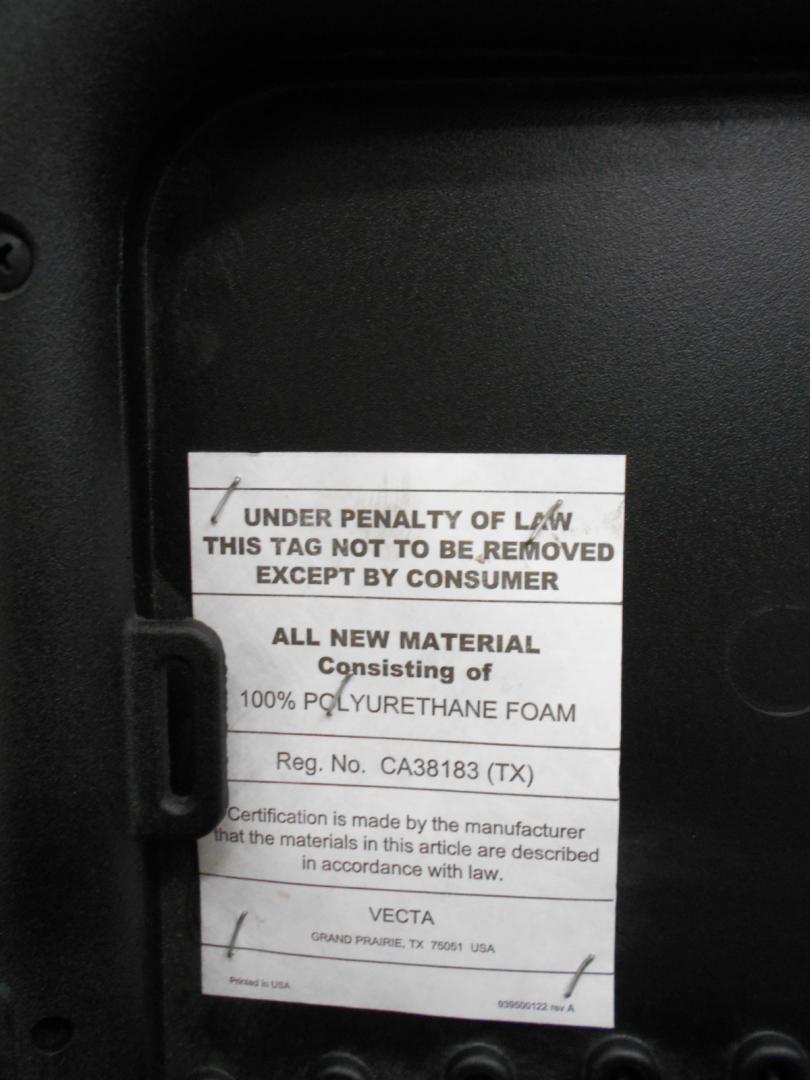 UNDER PENALTY OF LAW
THIS TAG NOT TO BE REMOVED
EXCEPT BY CONSUMER
ALL NEW MATERIAL
Consisting of
100% POLYURETHANE FOAM
Reg. No. CA38183 (TX)
Certification is made by the manufacturer
that the materials in this article are described
in accordance with law.
VECTA
GRAND PRAIRIE, TX 75051 USA
Printed in USA
939500122 rev A